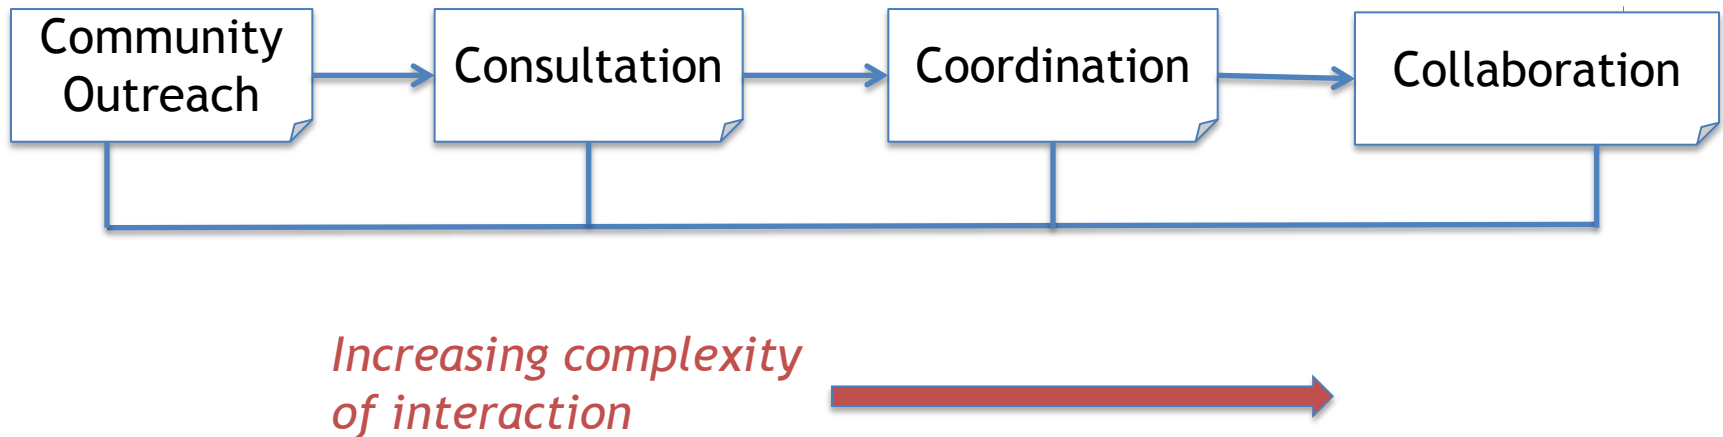 Community
Outreach
Consultation
Coordination
Collaboration
Increasing complexity
of interaction